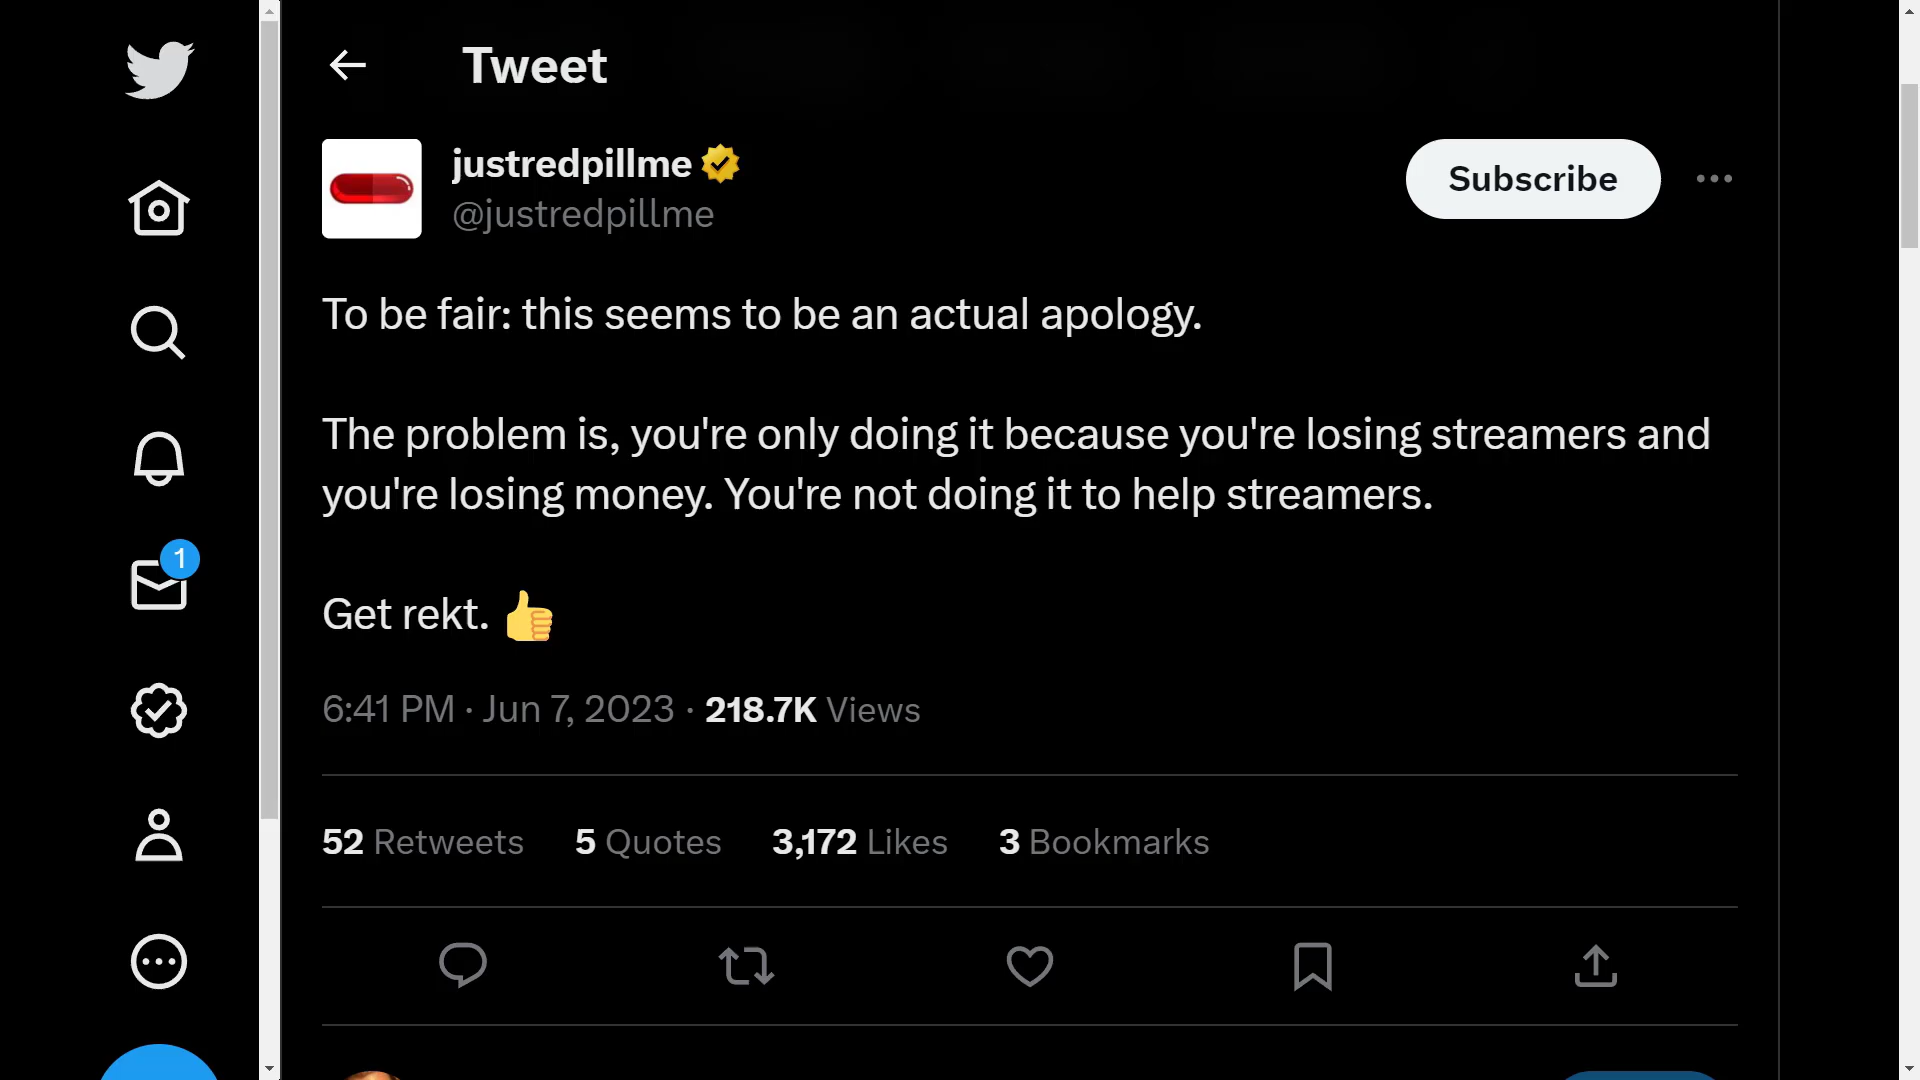 Tweet
justredpillme
@justredpillme
Subscribe
To be fair: this seems to be an actual apology.
The problem is, you're only doing it because you're losing streamers and
you're losing money. You're not doing it to help streamers.
Get rekt. 👍
6:41 PM · Jun 7, 2023 · 218.7K Views
52 Retweets 5 Quotes 3,172 Likes 3 Bookmarks
1